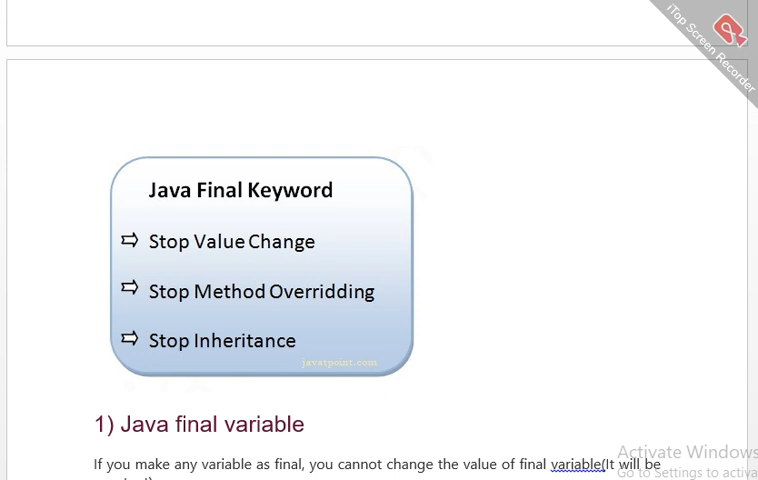 iTop Screen Recorder
Java Final Keyword
⇨ Stop Value Change
⇨ Stop Method Overridding
⇨ Stop Inheritance
javatpoint.com
1) Java final variable
If you make any variable as final, you cannot change the value of final variable(It will be
Activate Windows
Go to Settings to activa